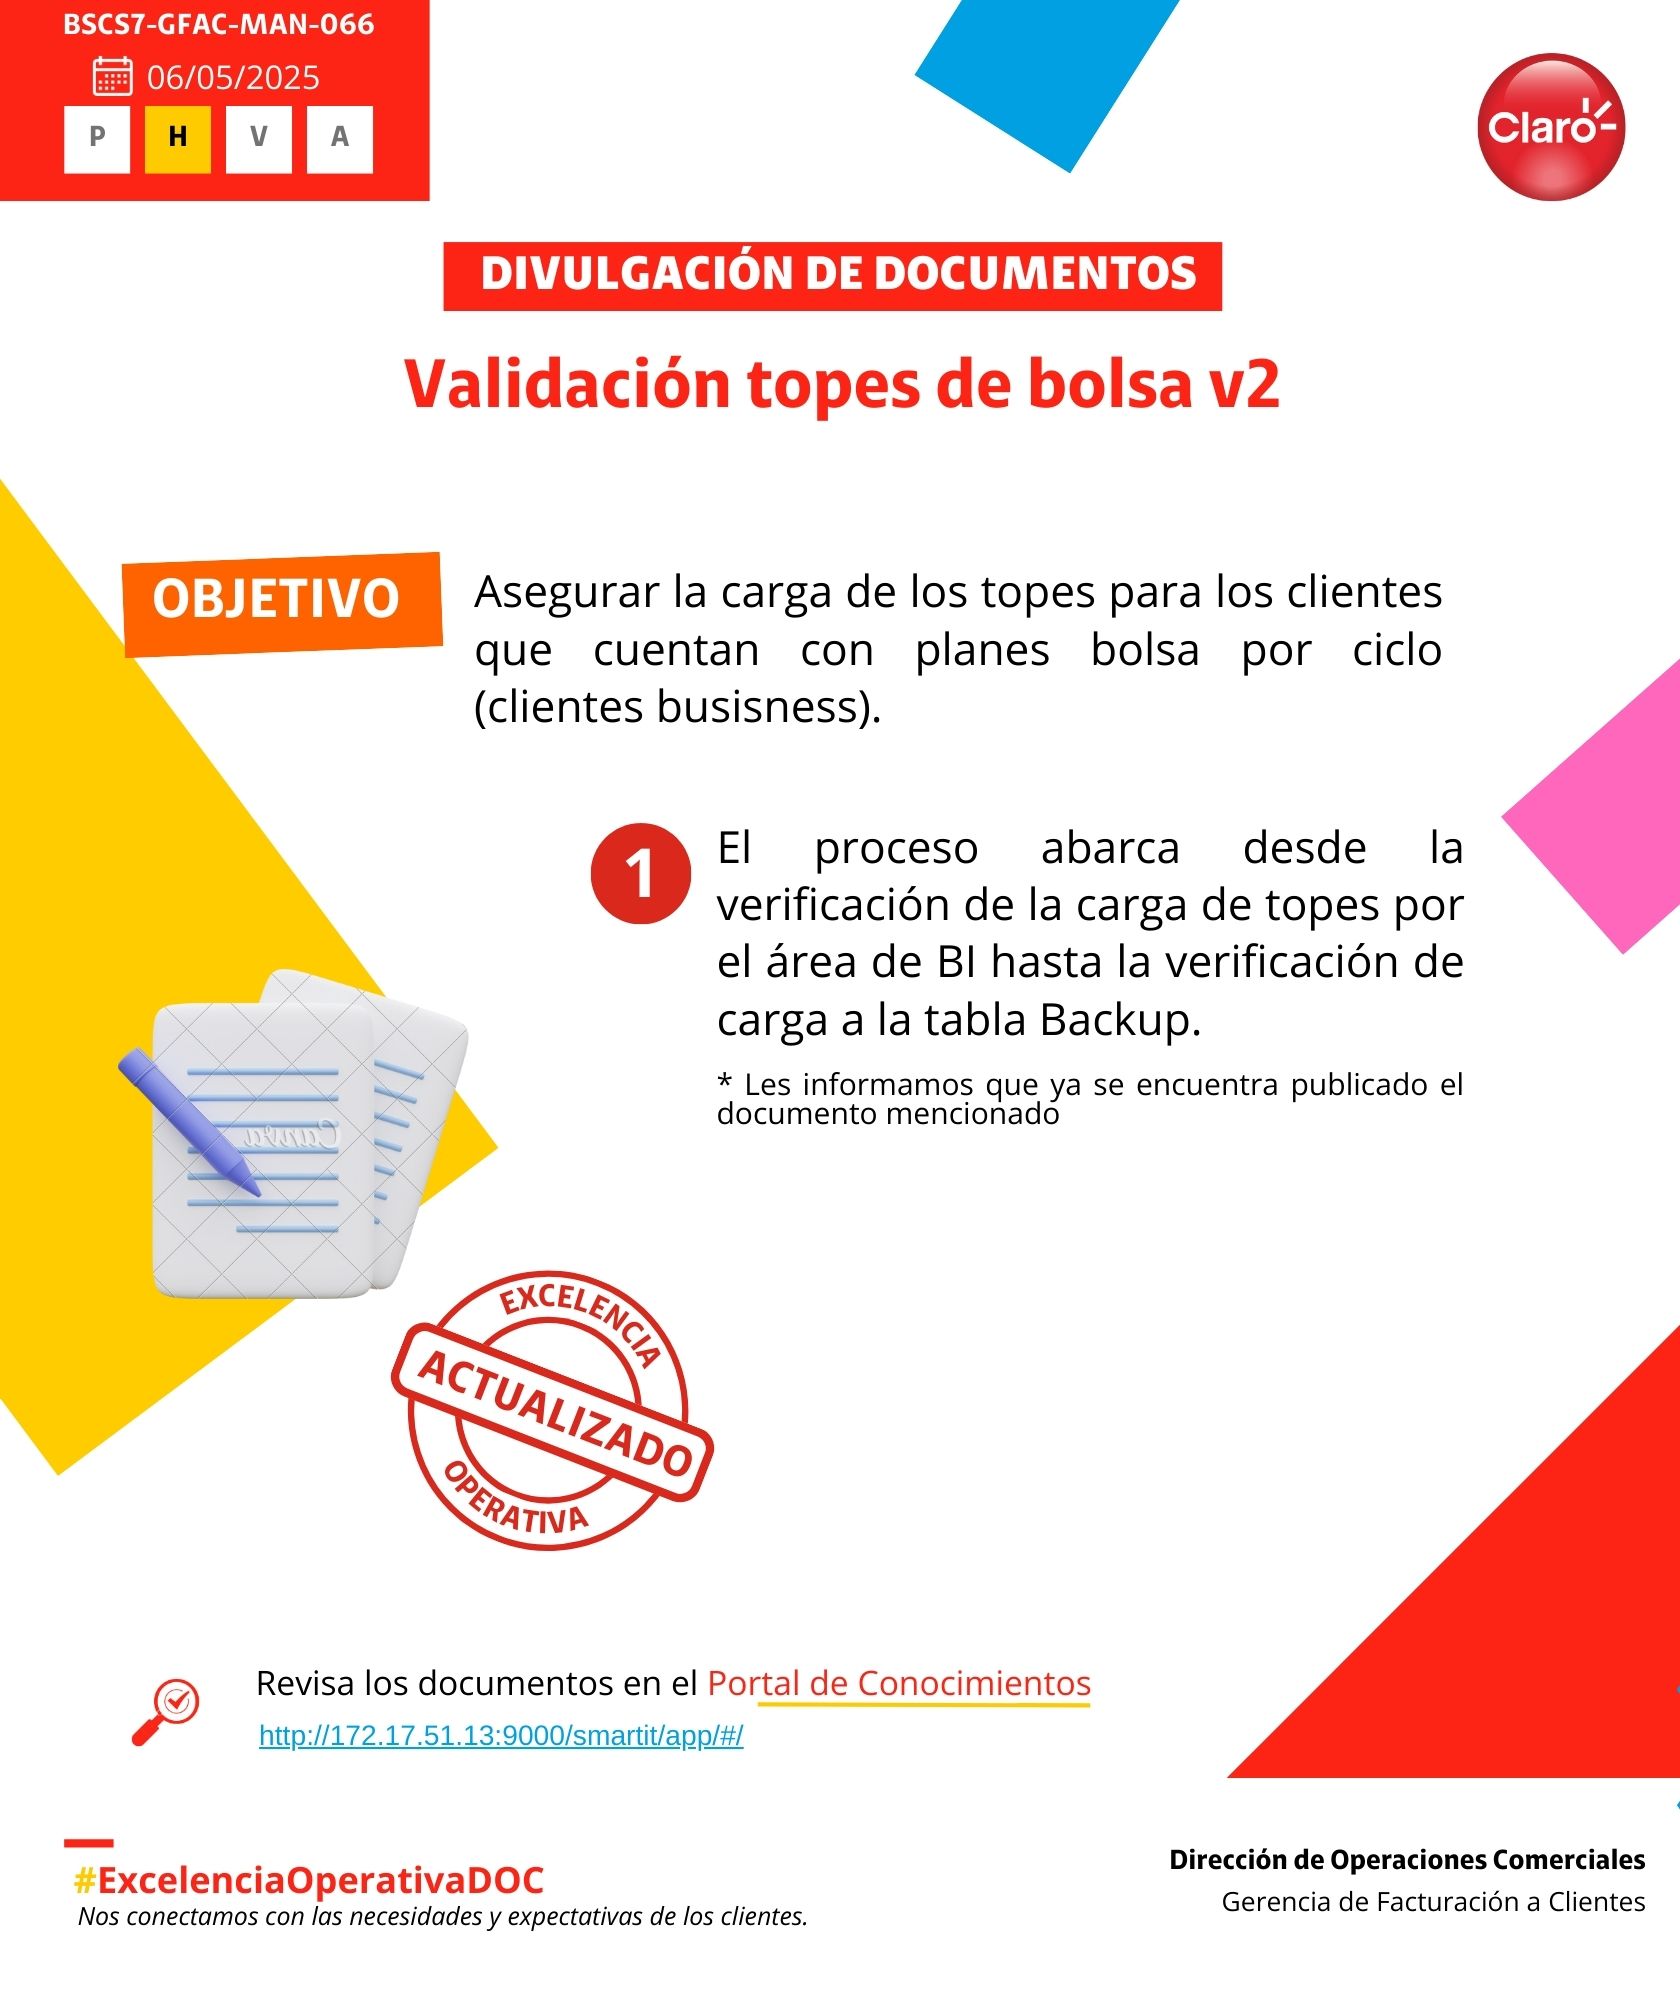 BSCS7-GFAC-MAN-066
06/05/2025
P H V A
Claro
DIVULGACIÓN DE DOCUMENTOS
Validación topes de bolsa v2
OBJETIVO
Asegurar la carga de los topes para los clientes
que cuentan con planes bolsa por ciclo
(clientes busisness).
1
El proceso abarca desde la
verificación de la carga de topes por
el área de BI hasta la verificación de
carga a la tabla Backup.
* Les informamos que ya se encuentra publicado el
documento mencionado
Canva
EXCELENCIA
ACTUALIZADO
OPERATIVA
Revisa los documentos en el Portal de Conocimientos
http://172.17.51.13:9000/smartit/app/#/
#ExcelenciaOperativaDOC
Nos conectamos con las necesidades y expectativas de los clientes.
Dirección de Operaciones Comerciales
Gerencia de Facturación a Clientes